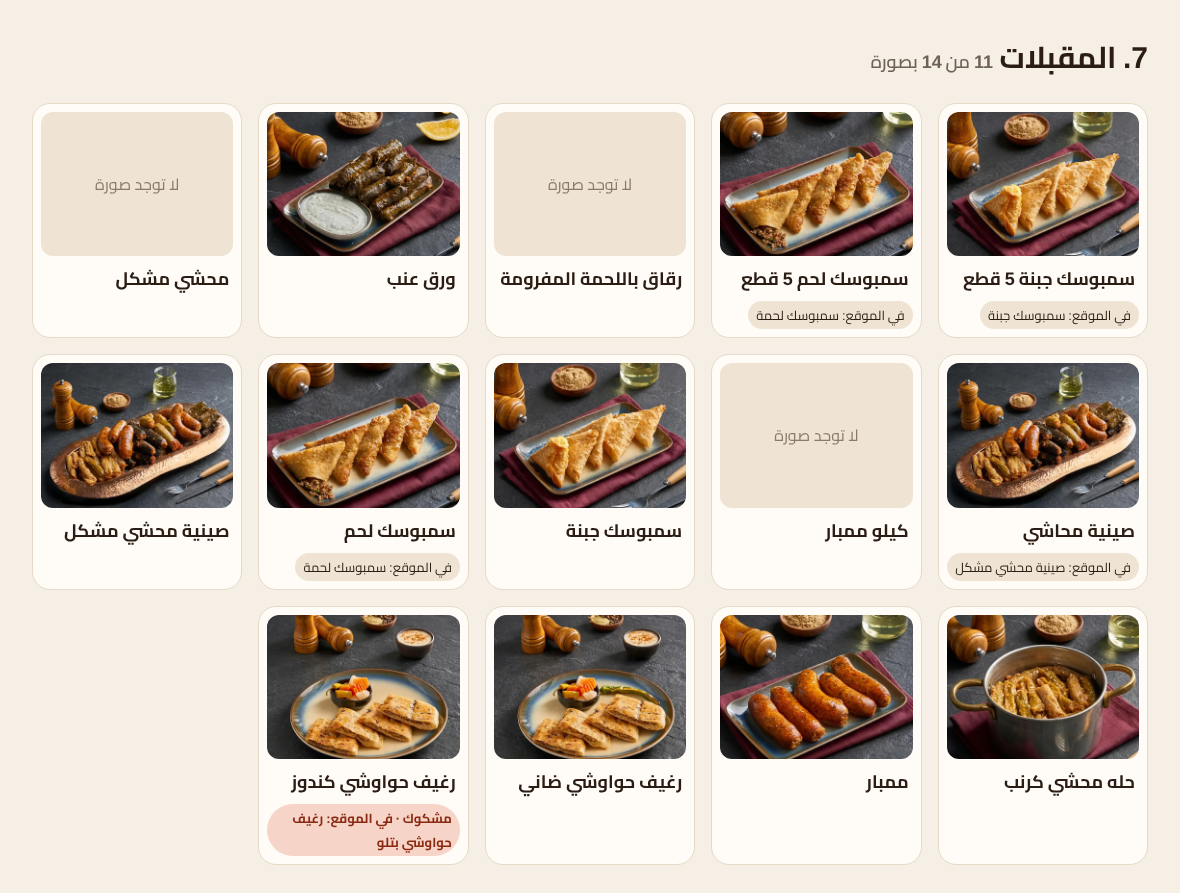 7. المقبلات 11 من 14 بصورة
سمبوسك جبنة 5 قطع
في الموقع: سمبوسك جبنة
سمبوسك لحم 5 قطع
في الموقع: سمبوسك لحمة
لا توجد صورة
رقاق باللحمة المفرومة
ورق عنب
لا توجد صورة
محشي مشكل
صينية محاشي
في الموقع: صينية محشي مشكل
لا توجد صورة
كيلو ممبار
سمبوسك جبنة
سمبوسك لحم
في الموقع: سمبوسك لحمة
صينية محشي مشكل
حله محشي كرنب
ممبار
رغيف حواوشي ضاني
رغيف حواوشي كندوز
مشكوك · في الموقع: رغيف
حواوشي بتلو